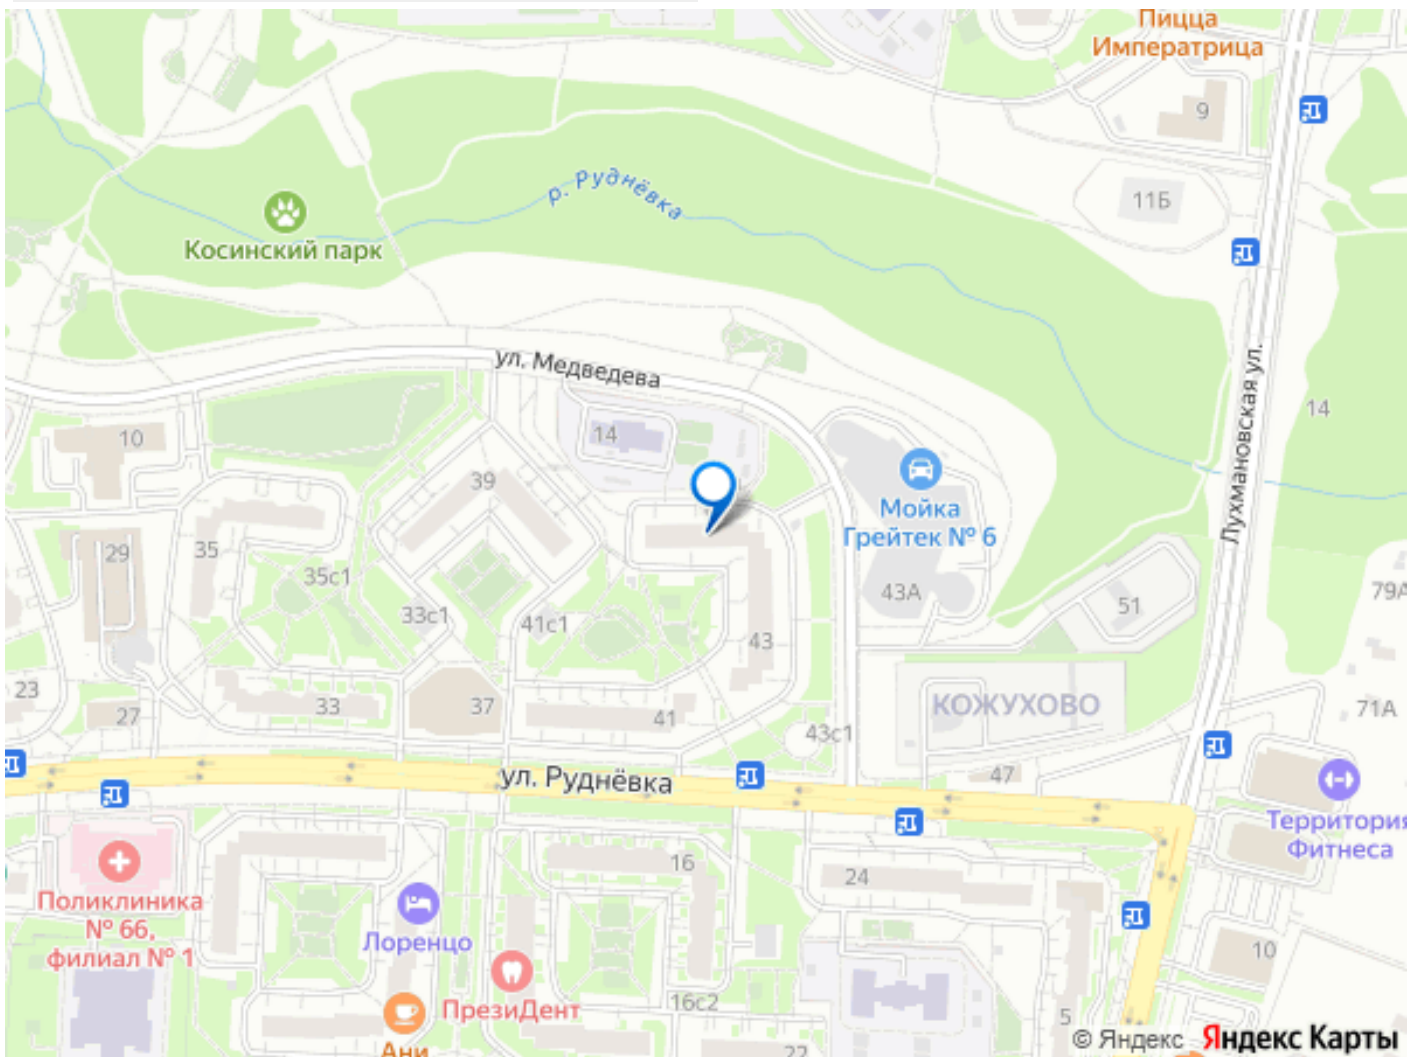 Пицца
Императрица
9
11Б
р. Руднёвка
Косинский парк
ул. Медведева
Лухмановская ул.
14
10
14
39
Мойка
Грейтек № 6
29
35
35с1
33с1
41с1
43А
51
79А
43
23
27
33
37
41
КОЖУХОВО
71А
43с1
47
ул. Руднёвка
Территория
Фитнеса
16
24
Поликлиника
№ 66,
филиал № 1
Лоренцо
10
ПрезиДент
16с2
5
Ани
22
© Яндекс Яндекс Карты